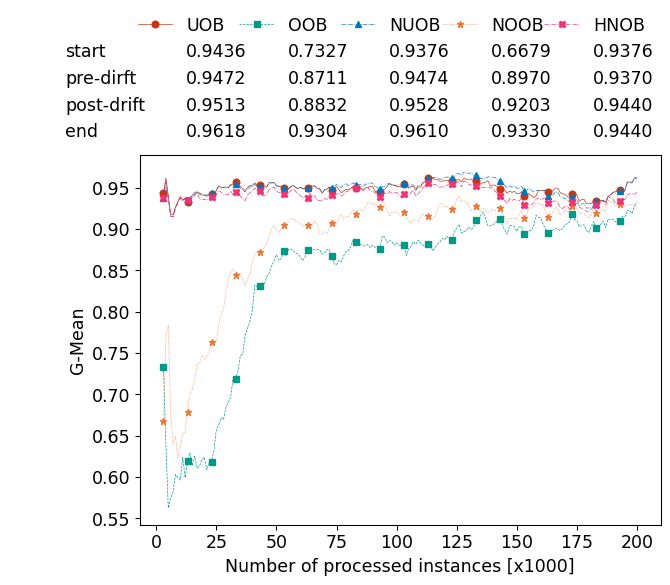 UOB OOB NUOB NOOB HNOB
start 0.9436 0.7327 0.9376 0.6679 0.9376
pre-dirft 0.9472 0.8711 0.9474 0.8970 0.9370
post-drift 0.9513 0.8832 0.9528 0.9203 0.9440
end 0.9618 0.9304 0.9610 0.9330 0.9440
0.95
0.90
0.85
0.80
0.75
0.70
0.65
0.60
0.55
G-Mean
0 25 50 75 100 125 150 175 200
Number of processed instances [x1000]